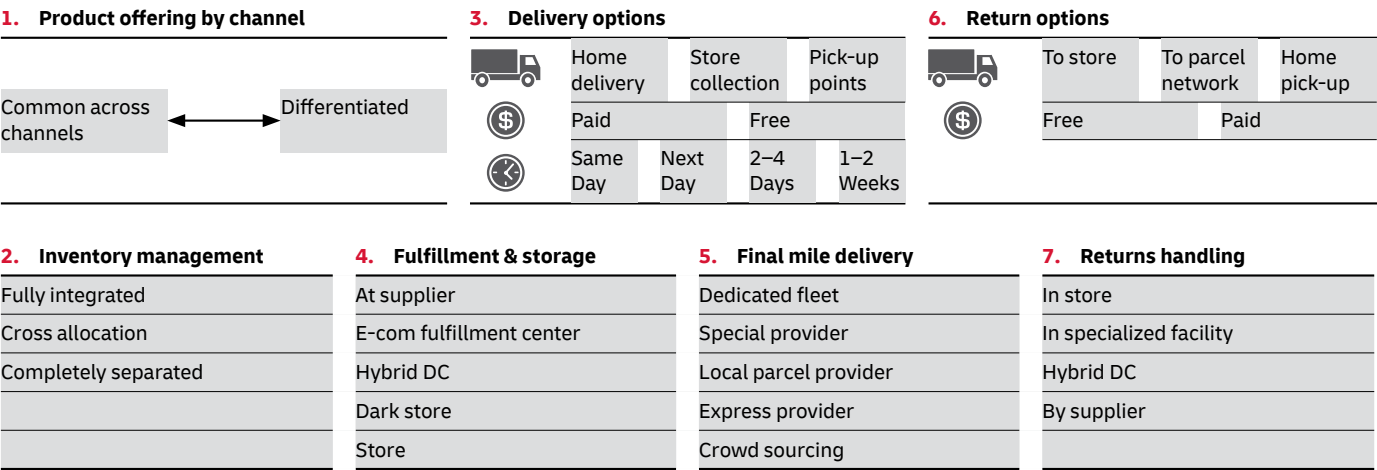 1. Product offering by channel
Common across
channels
Differentiated
3. Delivery options
Home
delivery
Store
collection
Pick-up
points
$
Paid
Free
Same
Day
Next
Day
2–4
Days
1–2
Weeks
6. Return options
To store
To parcel
network
Home
pick-up
$
Free
Paid
2. Inventory management
Fully integrated
Cross allocation
Completely separated
4. Fulfillment & storage
At supplier
E-com fulfillment center
Hybrid DC
Dark store
Store
5. Final mile delivery
Dedicated fleet
Special provider
Local parcel provider
Express provider
Crowd sourcing
7. Returns handling
In store
In specialized facility
Hybrid DC
By supplier